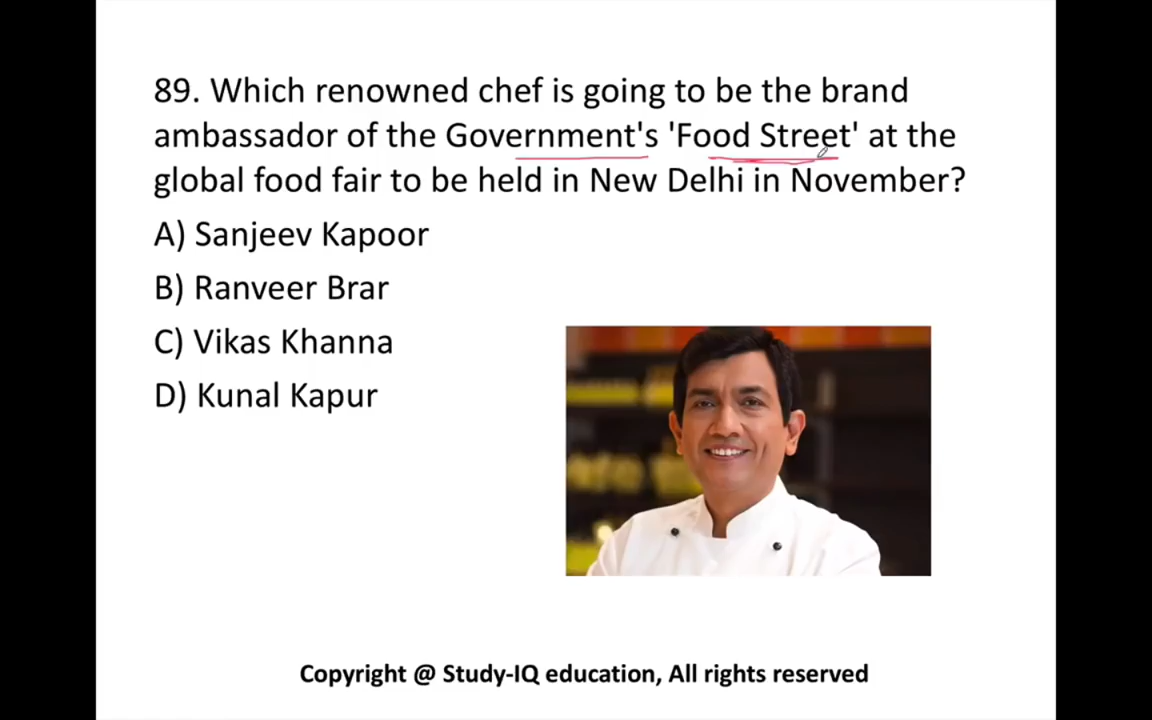 89. Which renowned chef is going to be the brand
ambassador of the Government's 'Food Street' at the
global food fair to be held in New Delhi in November?
A) Sanjeev Kapoor
B) Ranveer Brar
C) Vikas Khanna
D) Kunal Kapur
Copyright @ Study-IQ education, All rights reserved